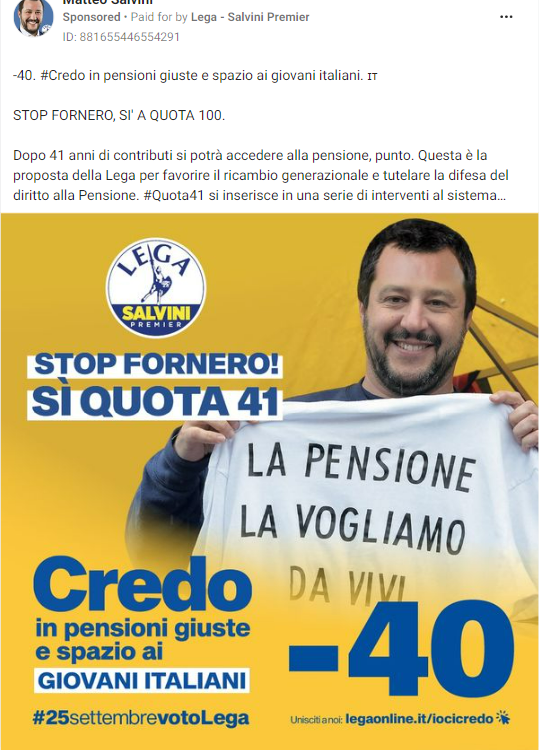 Matteo Salvini
Sponsored • Paid for by Lega - Salvini Premier
ID: 881655446554291
-40. #Credo in pensioni giuste e spazio ai giovani italiani. IT
STOP FORNERO, SI' A QUOTA 100.
Dopo 41 anni di contributi si potrà accedere alla pensione, punto. Questa è la
proposta della Lega per favorire il ricambio generazionale e tutelare la difesa del
diritto alla Pensione. #Quota41 si inserisce in una serie di interventi al sistema...
LEGA
SALVINI
PREMIER
STOP FORNERO!
SÌ QUOTA 41
LA PENSIONE
LA VOGLIAMO
DA VIVI
Credo
in pensioni giuste
e spazio ai
GIOVANI ITALIANI
-40
#25settembrevotoLega
Unisciti a noi: legaonline.it/iocicredo